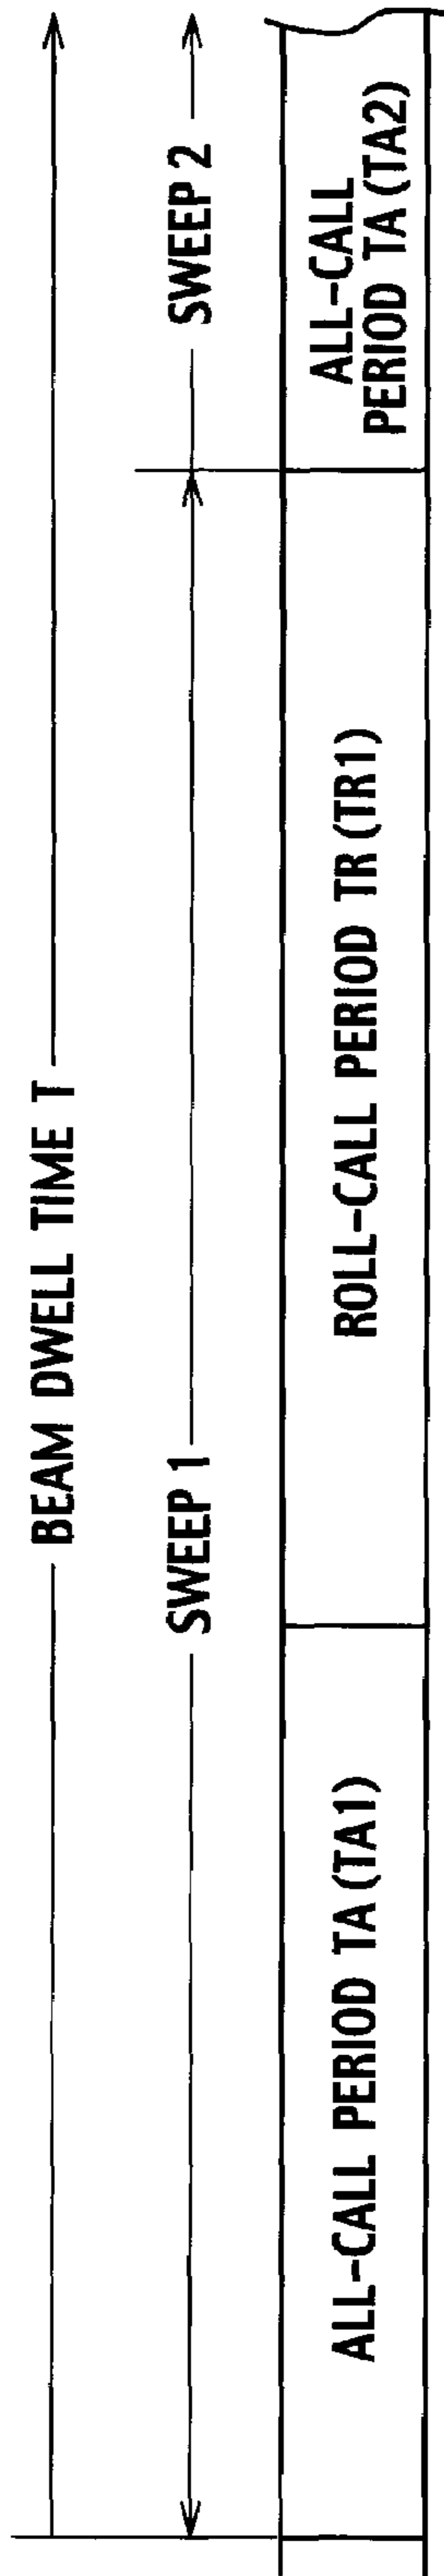 BEAM DWELL TIME T
SWEEP 1
SWEEP 2
ALL-CALL PERIOD TA (TA1)
ROLL-CALL PERIOD TR (TR1)
ALL-CALL
PERIOD TA (TA2)